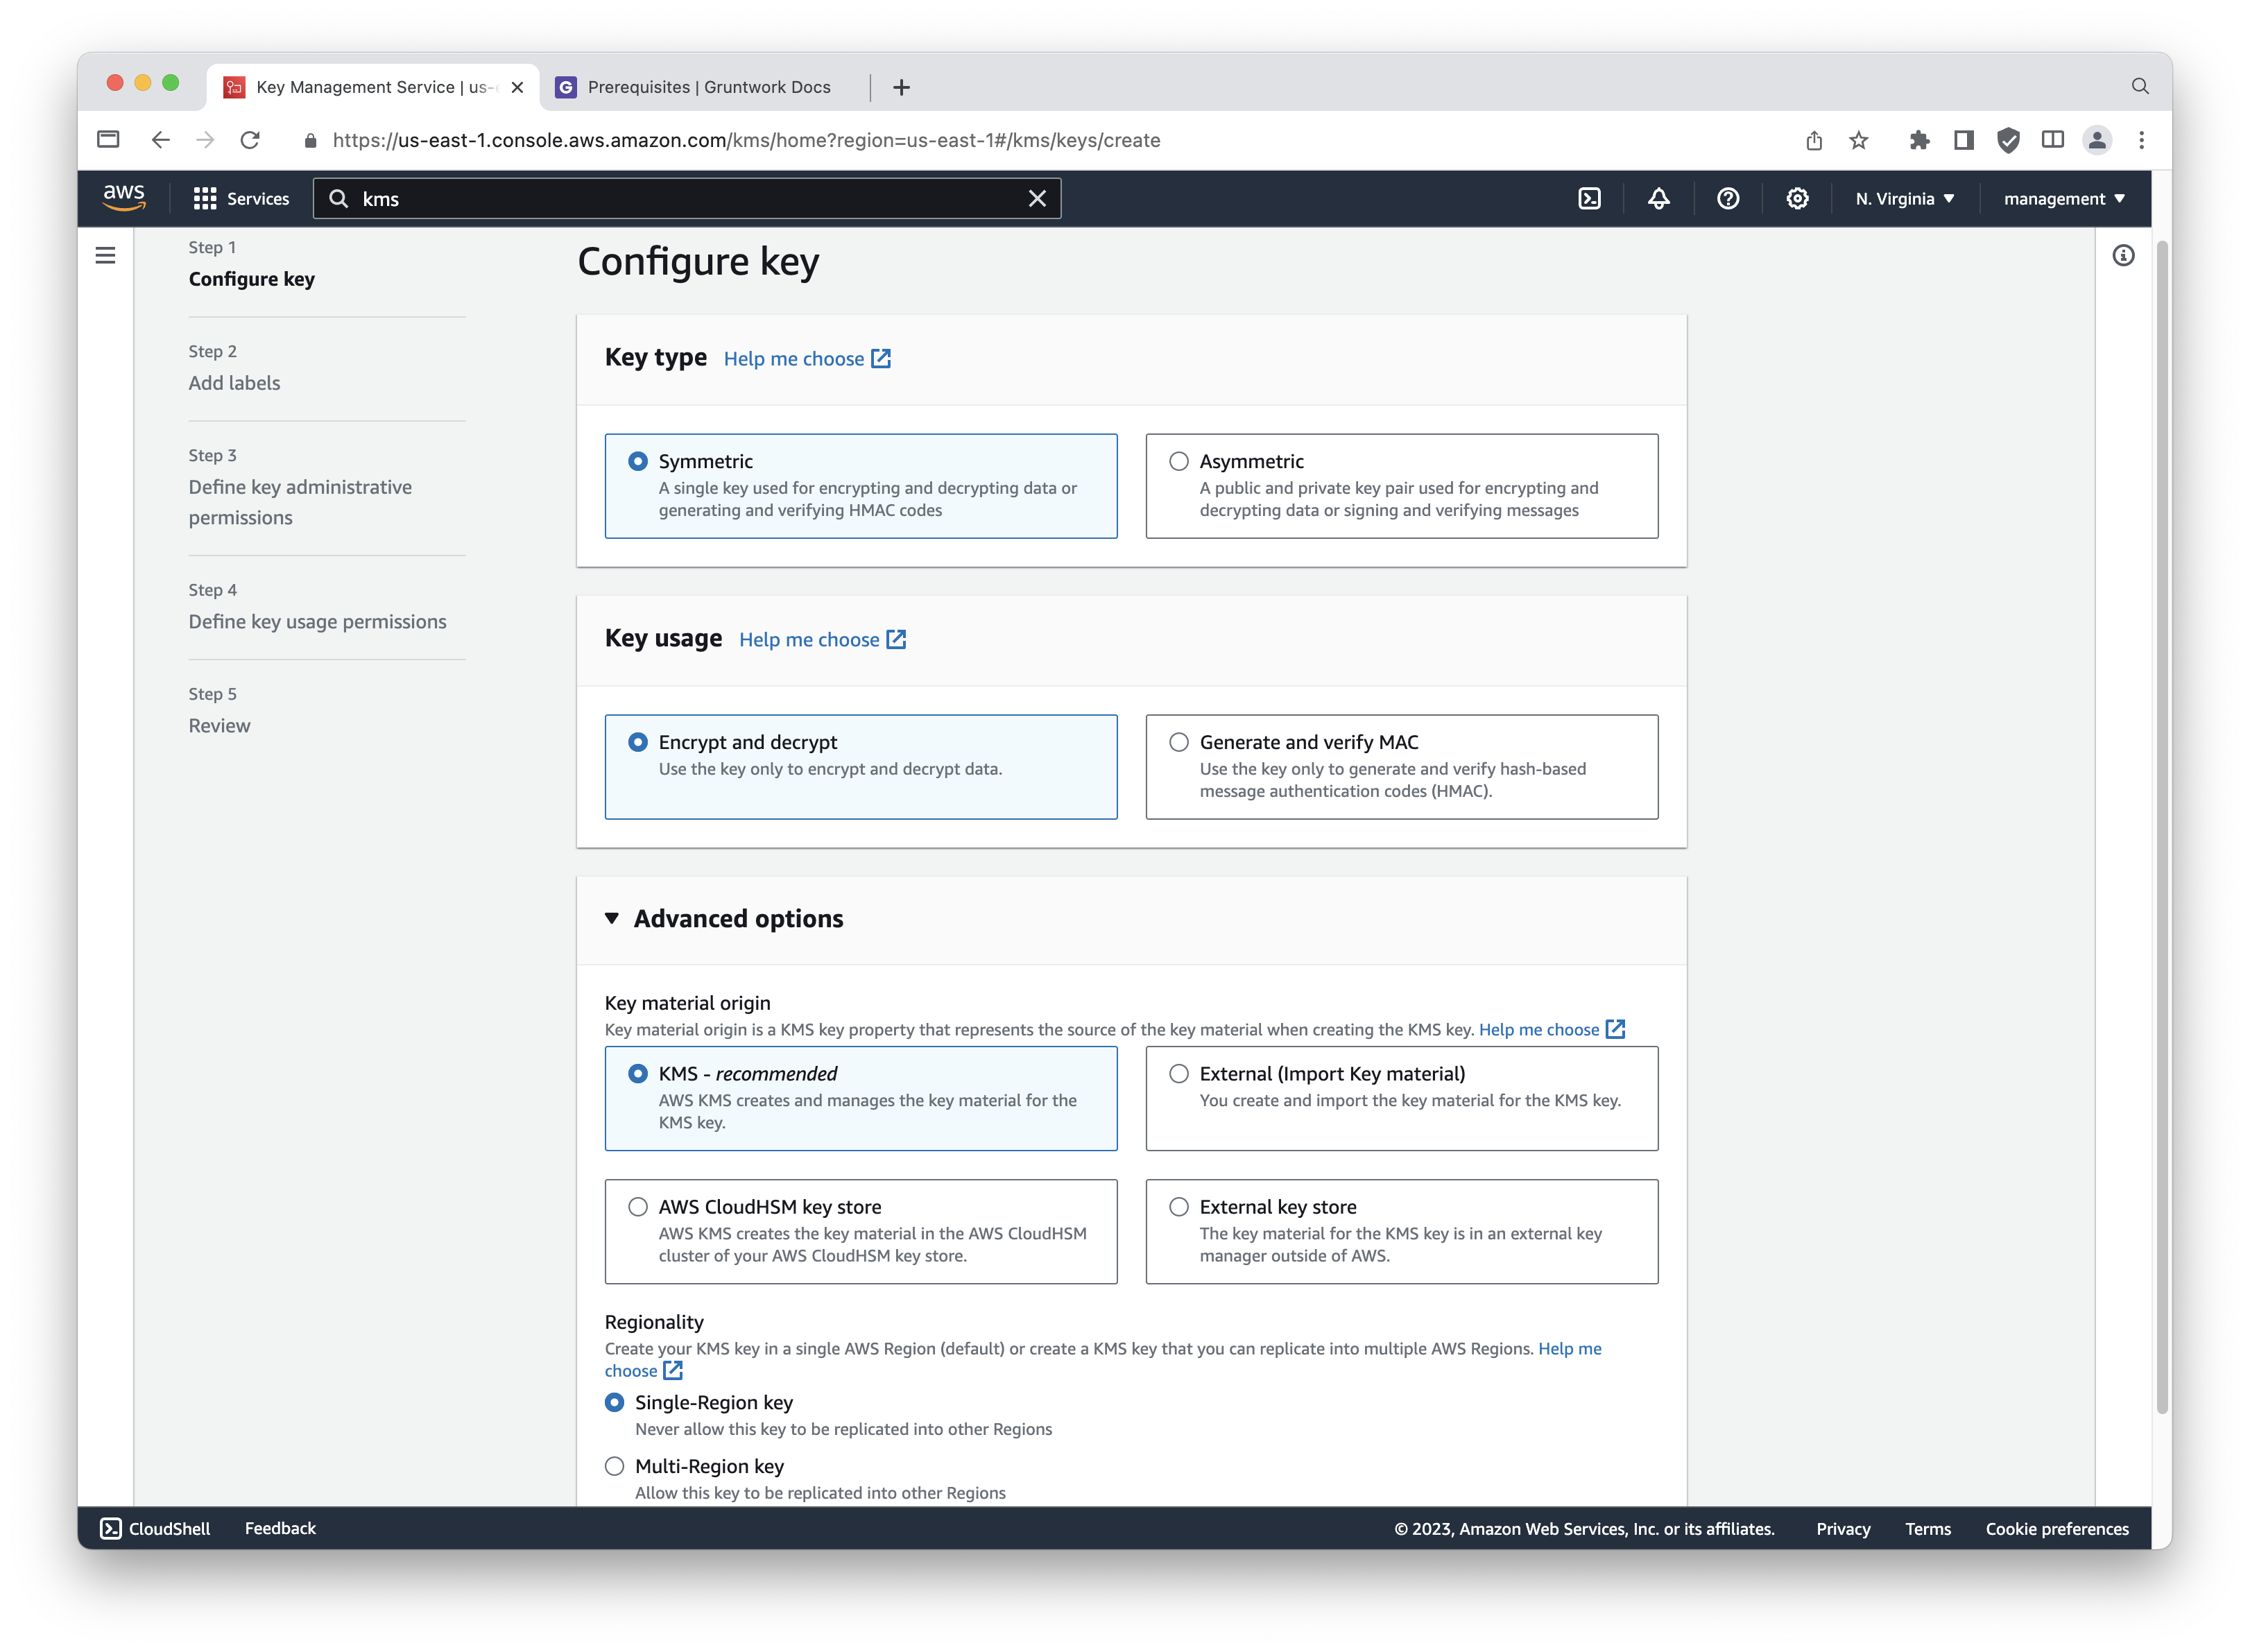 Key Management Service | us-
Prerequisites | Gruntwork Docs
https://us-east-1.console.aws.amazon.com/kms/home?region=us-east-1#/kms/keys/create
aws
Services
kms
N. Virginia
management
Step 1
Configure key
Step 2
Add labels
Step 3
Define key administrative
permissions
Step 4
Define key usage permissions
Step 5
Review
Configure key
Key type
Help me choose
Symmetric
A single key used for encrypting and decrypting data or
generating and verifying HMAC codes
Asymmetric
A public and private key pair used for encrypting and
decrypting data or signing and verifying messages
Key usage
Help me choose
Encrypt and decrypt
Use the key only to encrypt and decrypt data.
Generate and verify MAC
Use the key only to generate and verify hash-based
message authentication codes (HMAC).
Advanced options
Key material origin
Key material origin is a KMS key property that represents the source of the key material when creating the KMS key. Help me choose
KMS - recommended
AWS KMS creates and manages the key material for the
KMS key.
External (Import Key material)
You create and import the key material for the KMS key.
AWS CloudHSM key store
AWS KMS creates the key material in the AWS CloudHSM
cluster of your AWS CloudHSM key store.
External key store
The key material for the KMS key is in an external key
manager outside of AWS.
Regionality
Create your KMS key in a single AWS Region (default) or create a KMS key that you can replicate into multiple AWS Regions. Help me
choose
Single-Region key
Never allow this key to be replicated into other Regions
Multi-Region key
Allow this key to be replicated into other Regions
CloudShell
Feedback
© 2023, Amazon Web Services, Inc. or its affiliates.
Privacy
Terms
Cookie preferences